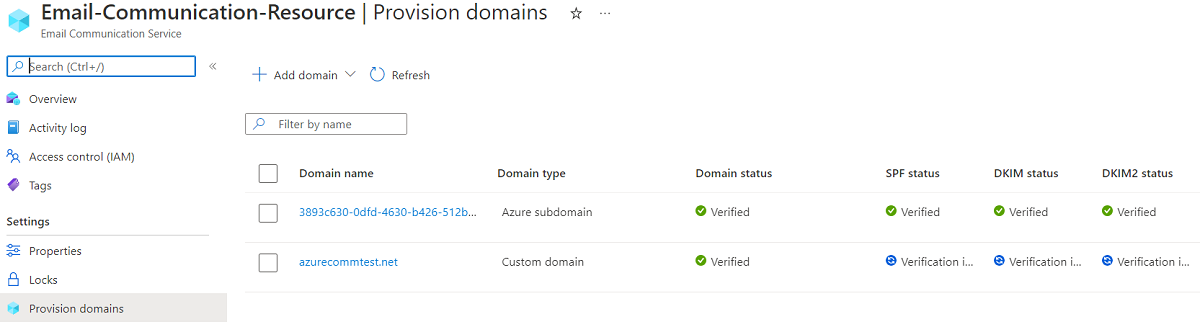 Email-Communication-Resource | Provision domains
Email Communication Service
Search (Ctrl+/)
Overview
Activity log
Access control (IAM)
Tags
Settings
Properties
Locks
Provision domains
Add domain
Refresh
Filter by name
Domain name Domain type Domain status SPF status DKIM status DKIM2 status
3893c630-0dfd-4630-b426-512b... Azure subdomain Verified Verified Verified Verified
azurecommtest.net Custom domain Verified Verification i... Verification i... Verification i...